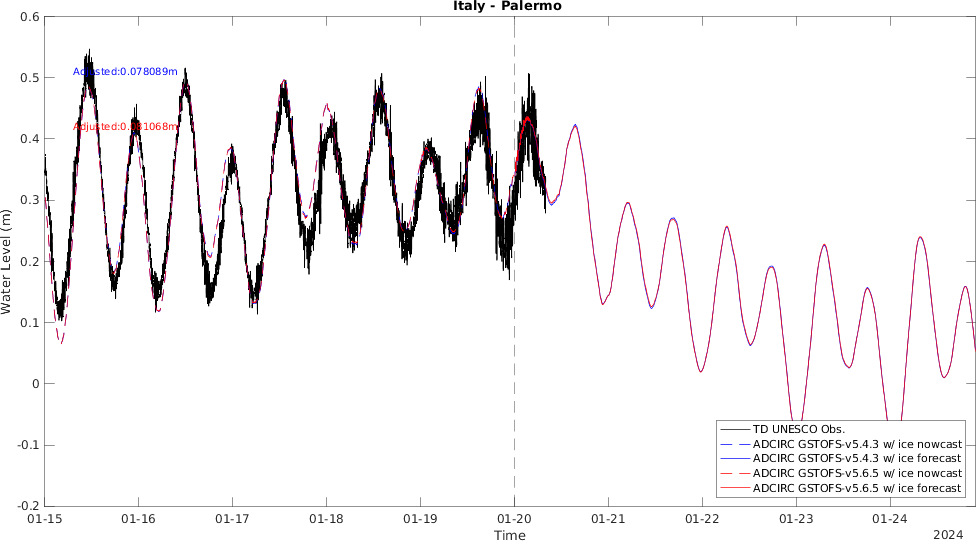 Italy - Palermo
0.6
0.5
0.4
0.3
0.2
0.1
0
-0.1
-0.2
Water Level (m)
Adjusted:0.078089m
TD UNESCO Obs.
ADCIRC GSTOFS-v5.4.3 w/ ice nowcast
ADCIRC GSTOFS-v5.4.3 w/ ice forecast
ADCIRC GSTOFS-v5.6.5 w/ ice nowcast
ADCIRC GSTOFS-v5.6.5 w/ ice forecast
01-15 01-16 01-17 01-18 01-19 01-20 01-21 01-22 01-23 01-24
Time
2024